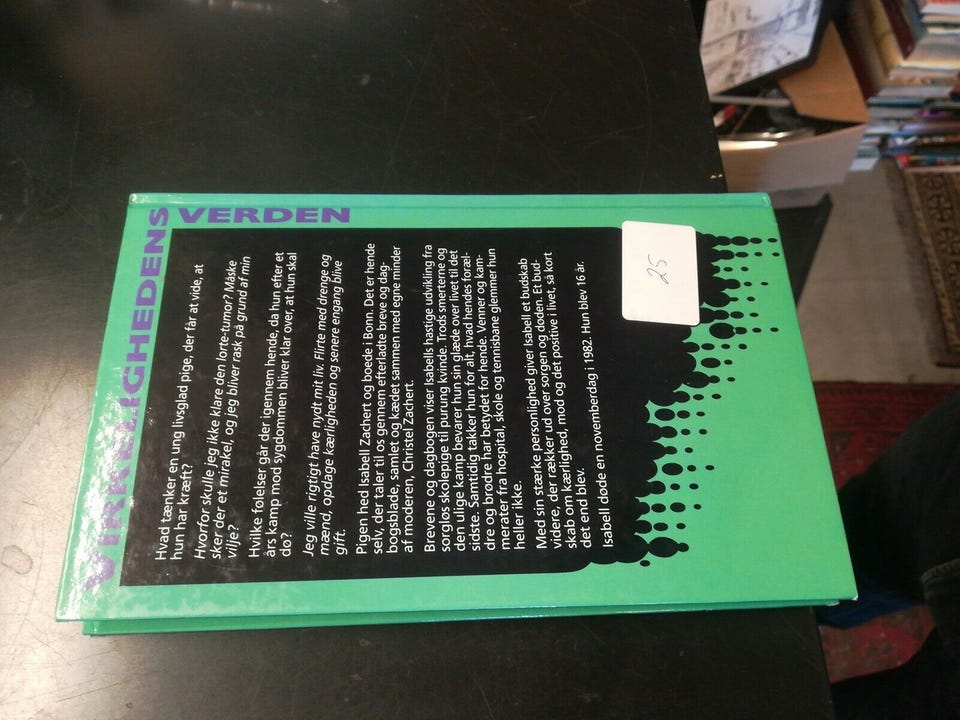 VIRKELIGHEDENS VERDEN
Hvad tænker en ung livsglad pige, der får at vide, at
hun har kræft?
Hvorfor skulle jeg ikke klare den lorte-tumor? Måske
sker der et mirakel, og jeg bliver rask på grund af min
vilje?
Hvilke følelser går der igennem hende, da hun efter et
års kamp mod sygdommen bliver klar over, at hun skal
dø?
Jeg ville rigtigt have nydt mit liv. Flirte med drenge og
mænd, opdage kærligheden og senere engang blive
gift.
Pigen hed Isabell Zachert og boede i Bonn. Det er hende
selv, der taler til os gennem efterladte breve og dag-
bogsblade, samlet og kædet sammen med egne minder
af moderen, Christel Zachert.
Brevene og dagbogen viser Isabells hastige udvikling fra
sorgløs skolepige til purung kvinde. Trods smerterne og
den ulige kamp bevarer hun sin glæde over livet til det
sidste. Samtidig takker hun for alt, hvad hendes foræl-
dre og brødre har betydet for hende. Venner og kam-
merater fra hospital, skole og tennisbane glemmer hun
heller ikke.
Med sin stærke personlighed giver Isabell et budskab
videre, der rækker ud over sorgen og døden. Et bud-
skab om kærlighed, mod og det positive i livet, så kort
det end blev.
Isabell døde en novemberdag i 1982. Hun blev 16 år.
25